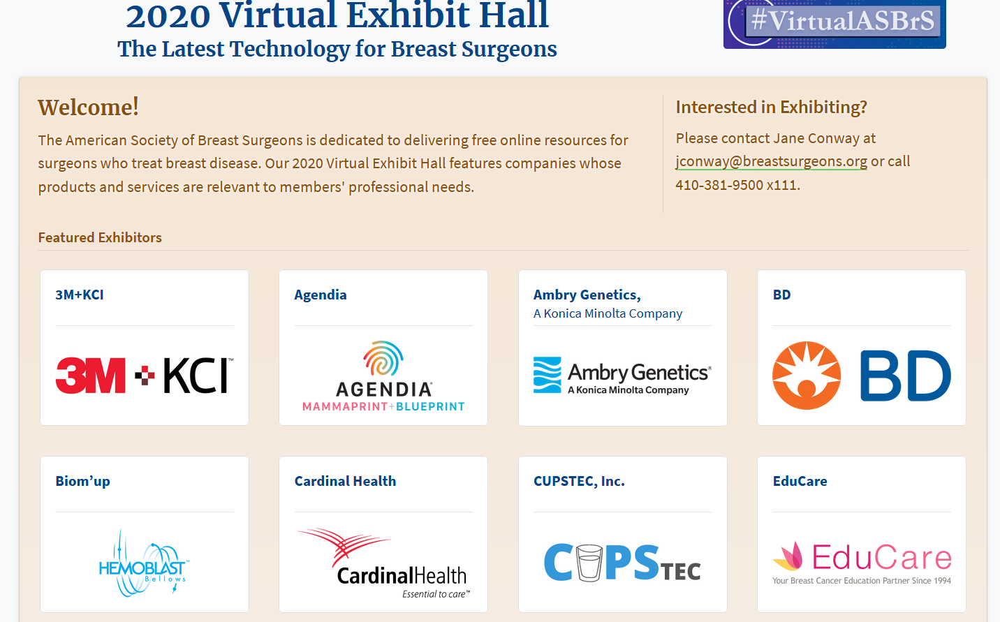 2020 Virtual Exhibit Hall
The Latest Technology for Breast Surgeons
#VirtualASBrS
Welcome!
The American Society of Breast Surgeons is dedicated to delivering free online resources for
surgeons who treat breast disease. Our 2020 Virtual Exhibit Hall features companies whose
products and services are relevant to members' professional needs.
Interested in Exhibiting?
Please contact Jane Conway at
jconway@breastsurgeons.org or call
410-381-9500 x111.
Featured Exhibitors
3M+KCI
3M + KCI™
Agendia
AGENDIA®
MAMMAPRINT+BLUEPRINT
Ambry Genetics,
A Konica Minolta Company
Ambry Genetics®
A Konica Minolta Company
BD
BD
Biom’up
HEMOBLAST™
Bellows
Cardinal Health
CardinalHealth
Essential to care™
CUPSTEC, Inc.
CUPSTEC
EduCare
EduCare
Your Breast Cancer Education Partner Since 1994